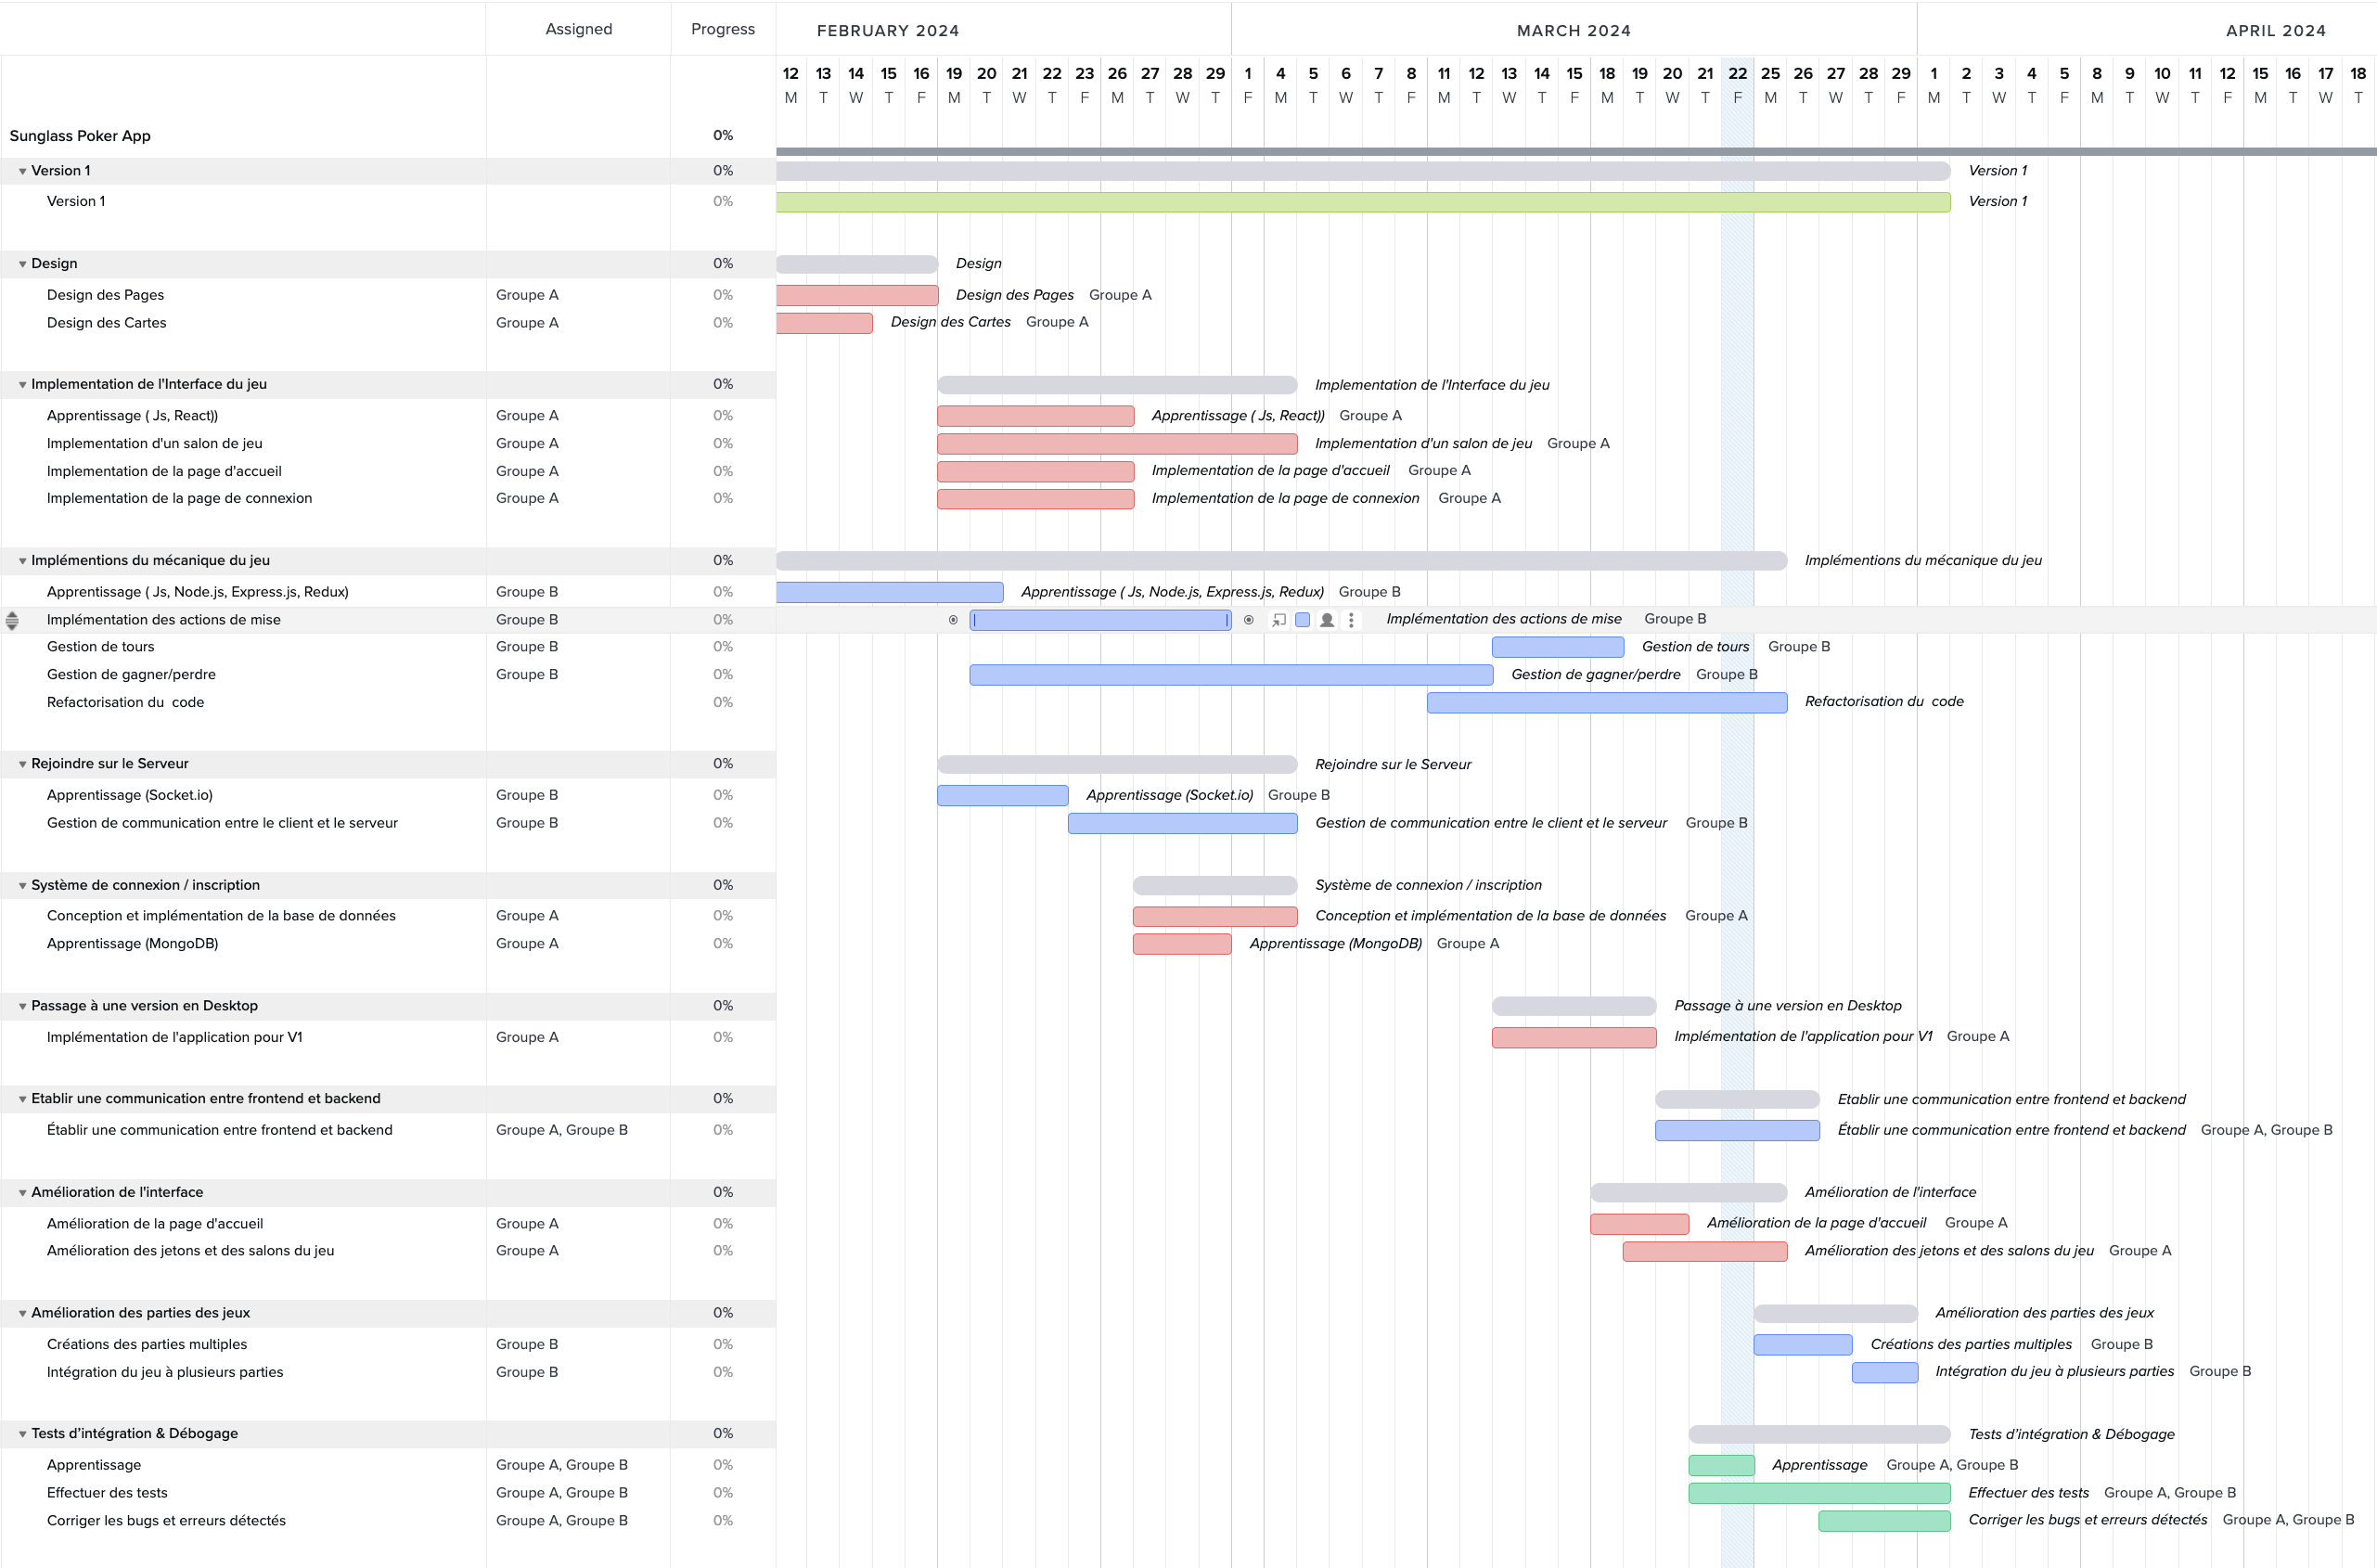 Assigned Progress FEBRUARY 2024 MARCH 2024 APRIL 2024
12 13 14 15 16 19 20 21 22 23 26 27 28 29 1 4 5 6 7 8 11 12 13 14 15 18 19 20 21 22 25 26 27 28 29 1 2 3 4 5 8 9 10 11 12 15 16 17 18
M T W T F M T W T F M T W T F M T W T F M T W T F M T W T F M T W T F M T W T F M T W T F M T W T
Sunglass Poker App 0%
Version 1 0% Version 1
Version 1 0% Version 1
Design 0% Design
Design des Pages Groupe A 0% Design des Pages Groupe A
Design des Cartes Groupe A 0% Design des Cartes Groupe A
Implementation de l'Interface du jeu 0% Implementation de l'Interface du jeu
Apprentissage ( Js, React)) Groupe A 0% Apprentissage ( Js, React)) Groupe A
Implementation d'un salon de jeu Groupe A 0% Implementation d'un salon de jeu Groupe A
Implementation de la page d'accueil Groupe A 0% Implementation de la page d'accueil Groupe A
Implementation de la page de connexion Groupe A 0% Implementation de la page de connexion Groupe A
Implémentions du mécanique du jeu 0% Implémentions du mécanique du jeu
Apprentissage ( Js, Node.js, Express.js, Redux) Groupe B 0% Apprentissage ( Js, Node.js, Express.js, Redux) Groupe B
Implémentation des actions de mise Groupe B 0% Implémentation des actions de mise Groupe B
Gestion de tours Groupe B 0% Gestion de tours Groupe B
Gestion de gagner/perdre Groupe B 0% Gestion de gagner/perdre Groupe B
Refactorisation du  code 0% Refactorisation du  code
Rejoindre sur le Serveur 0% Rejoindre sur le Serveur
Apprentissage (Socket.io) Groupe B 0% Apprentissage (Socket.io) Groupe B
Gestion de communication entre le client et le serveur Groupe B 0% Gestion de communication entre le client et le serveur Groupe B
Système de connexion / inscription 0% Système de connexion / inscription
Conception et implémentation de la base de données Groupe A 0% Conception et implémentation de la base de données Groupe A
Apprentissage (MongoDB) Groupe A 0% Apprentissage (MongoDB) Groupe A
Passage à une version en Desktop 0% Passage à une version en Desktop
Implémentation de l'application pour V1 Groupe A 0% Implémentation de l'application pour V1 Groupe A
Etablir une communication entre frontend et backend 0% Etablir une communication entre frontend et backend
Établir une communication entre frontend et backend Groupe A, Groupe B 0% Établir une communication entre frontend et backend Groupe A, Groupe B
Amélioration de l'interface 0% Amélioration de l'interface
Amélioration de la page d'accueil Groupe A 0% Amélioration de la page d'accueil Groupe A
Amélioration des jetons et des salons du jeu Groupe A 0% Amélioration des jetons et des salons du jeu Groupe A
Amélioration des parties des jeux 0% Amélioration des parties des jeux
Créations des parties multiples Groupe B 0% Créations des parties multiples Groupe B
Intégration du jeu à plusieurs parties Groupe B 0% Intégration du jeu à plusieurs parties Groupe B
Tests d'intégration & Débogage 0% Tests d'intégration & Débogage
Apprentissage Groupe A, Groupe B 0% Apprentissage Groupe A, Groupe B
Effectuer des tests Groupe A, Groupe B 0% Effectuer des tests Groupe A, Groupe B
Corriger les bugs et erreurs détectés Groupe A, Groupe B 0% Corriger les bugs et erreurs détectés Groupe A, Groupe B